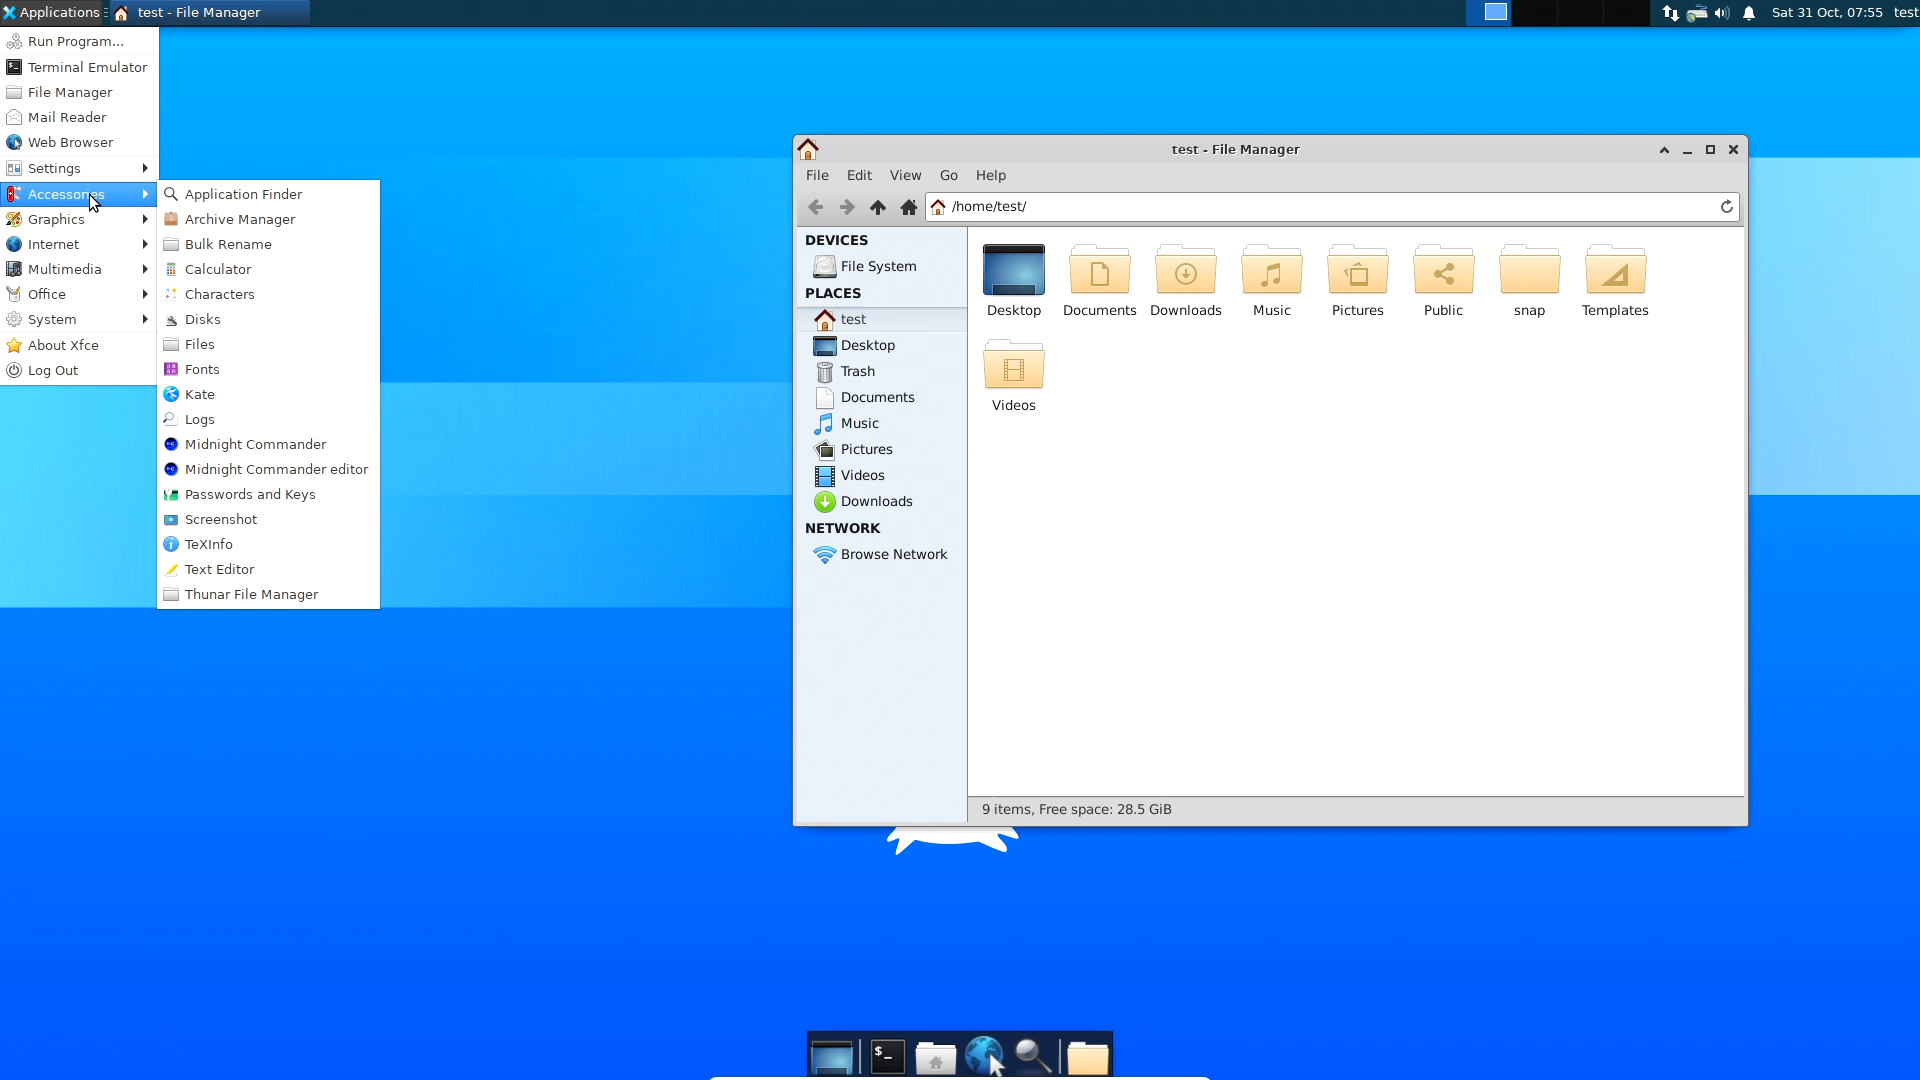 Applications
test - File Manager
Sat 31 Oct, 07:55
test
Run Program...
Terminal Emulator
File Manager
Mail Reader
Web Browser
Settings
Accessories
Graphics
Internet
Multimedia
Office
System
About Xfce
Log Out
Application Finder
Archive Manager
Bulk Rename
Calculator
Characters
Disks
Files
Fonts
Kate
Logs
Midnight Commander
Midnight Commander editor
Passwords and Keys
Screenshot
TeXInfo
Text Editor
Thunar File Manager
test - File Manager
File Edit View Go Help
/home/test/
DEVICES
File System
PLACES
test
Desktop
Trash
Documents
Music
Pictures
Videos
Downloads
NETWORK
Browse Network
Desktop Documents Downloads Music Pictures Public snap Templates
Videos
9 items, Free space: 28.5 GiB
$_